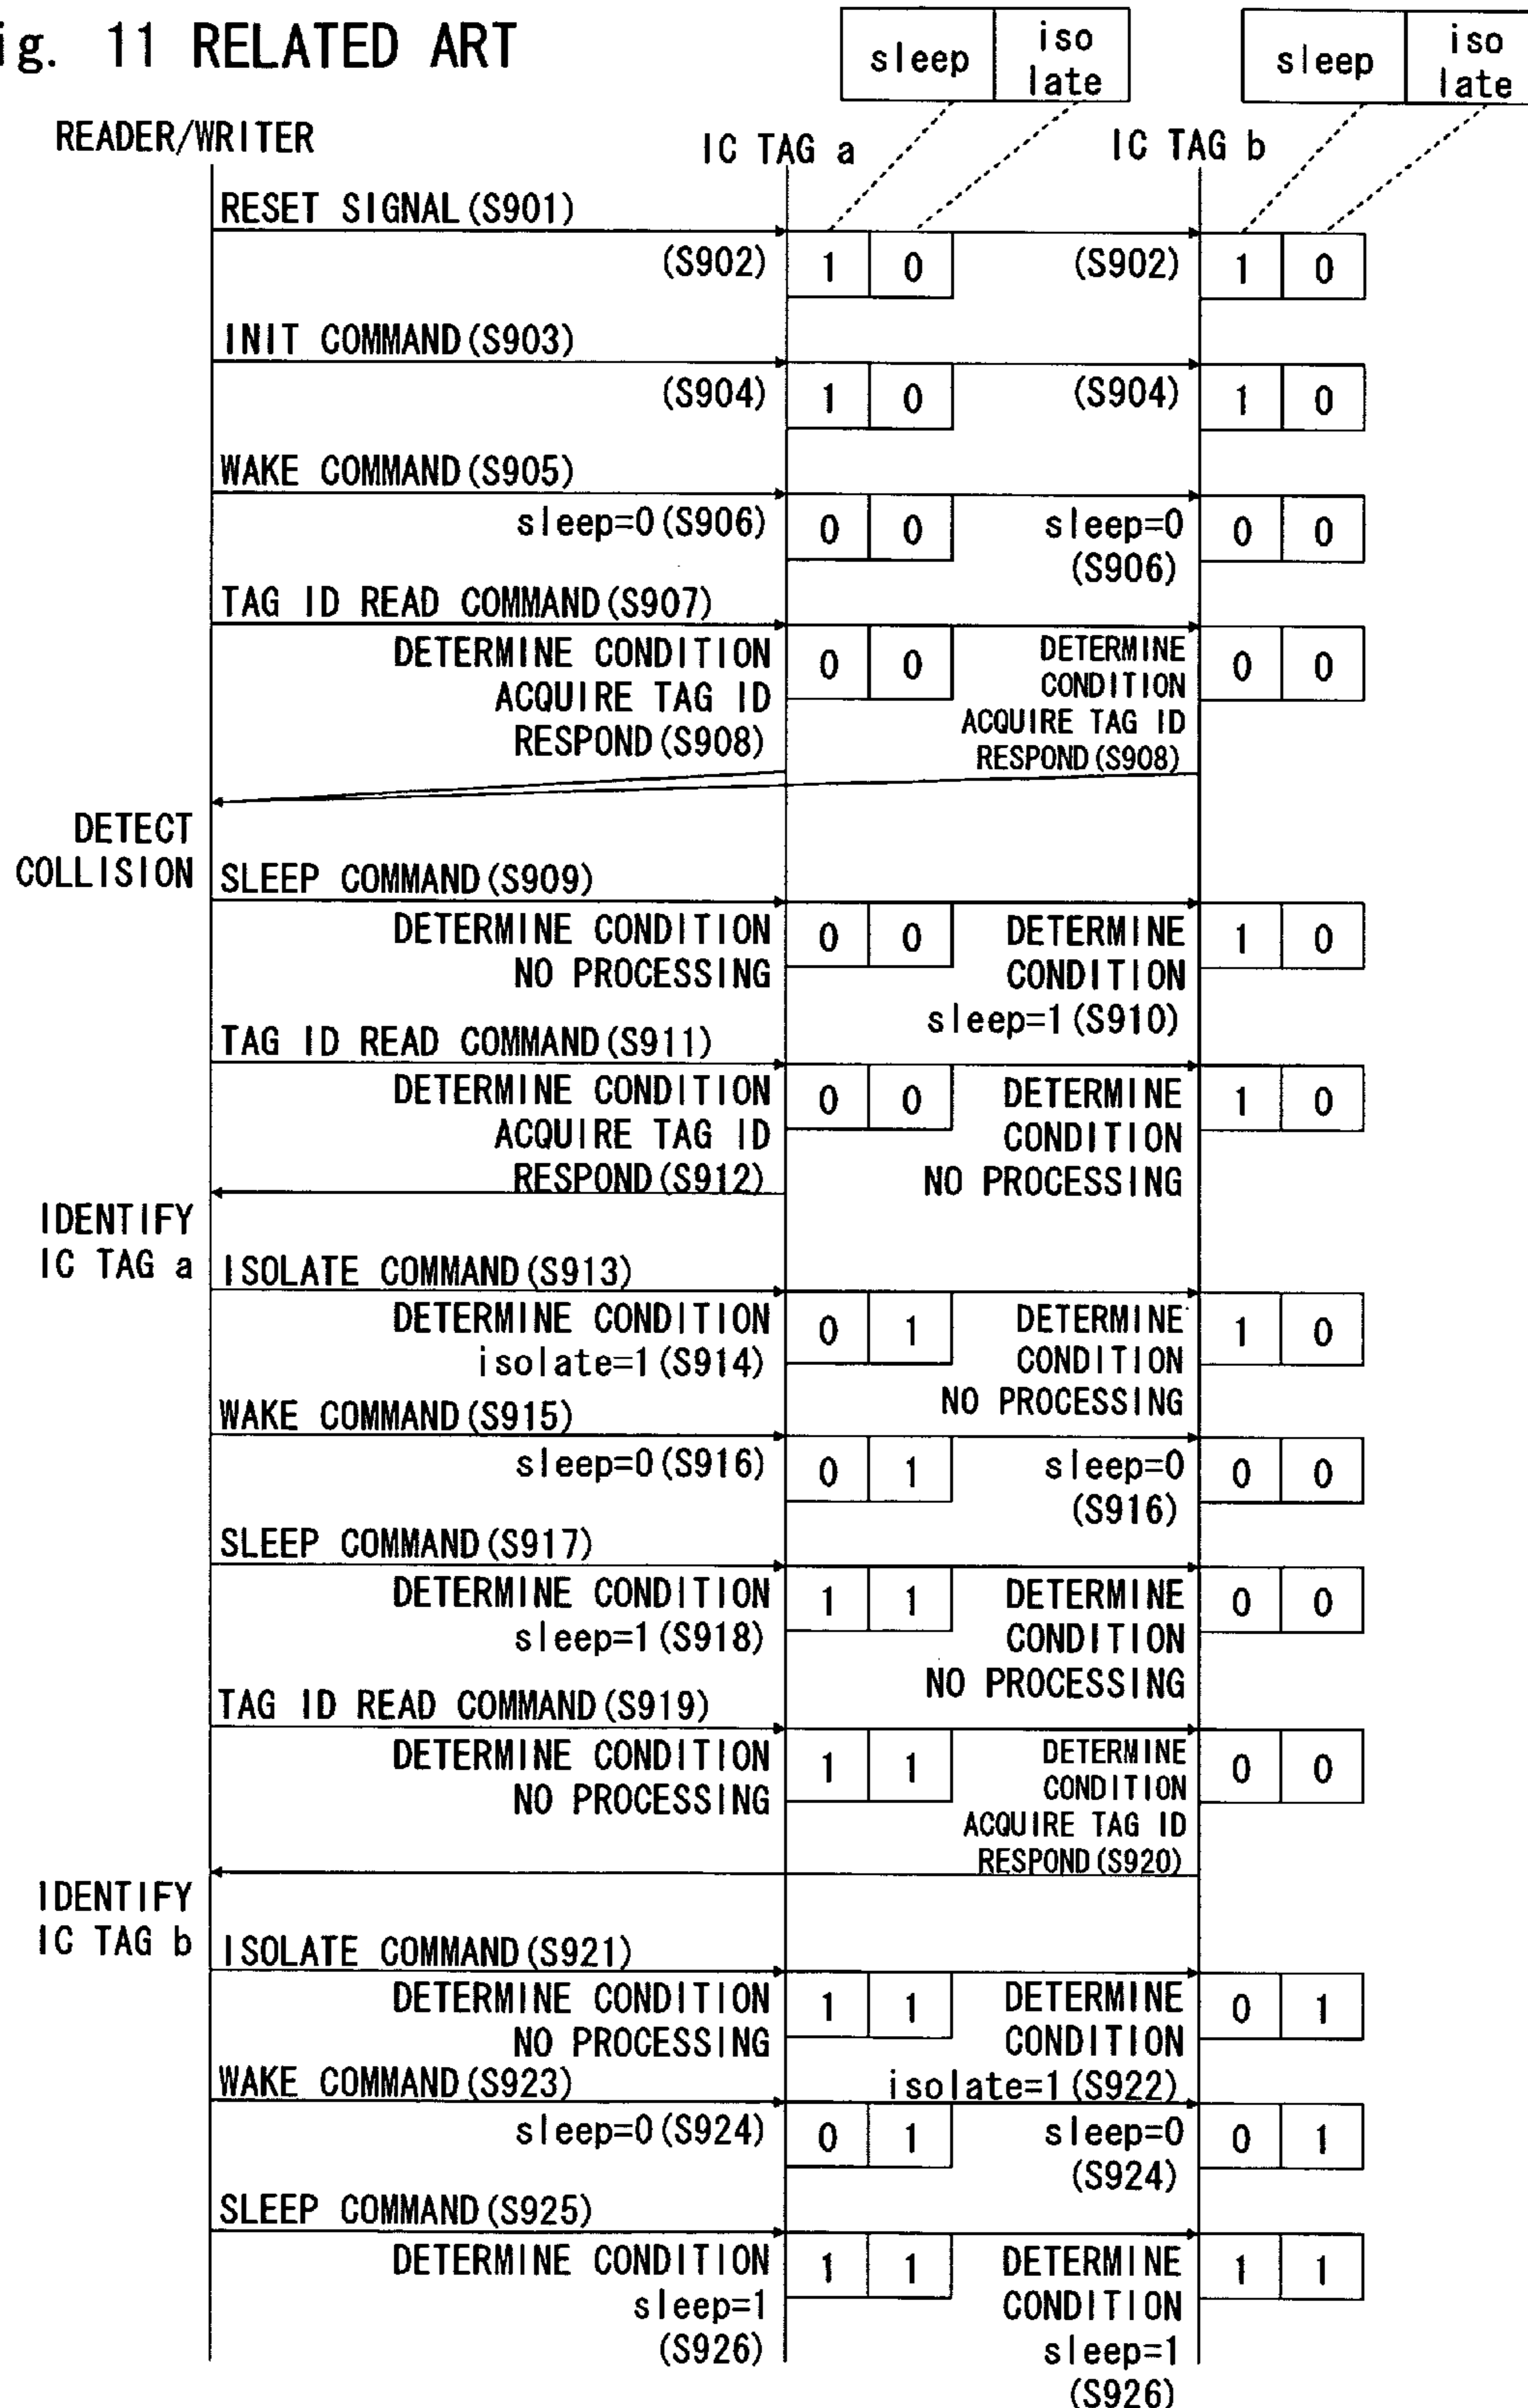 ig. 11 RELATED ART
sleep
iso
late
sleep
iso
late
READER/WRITER
IC TAG a
IC TAG b
RESET SIGNAL(S901)
(S902)
1
0
(S902)
1
0
INIT COMMAND(S903)
(S904)
1
0
(S904)
1
0
WAKE COMMAND(S905)
sleep=0(S906)
0
0
sleep=0
(S906)
0
0
TAG ID READ COMMAND(S907)
DETERMINE CONDITION
ACQUIRE TAG ID
RESPOND(S908)
0
0
DETERMINE
CONDITION
ACQUIRE TAG ID
RESPOND(S908)
0
0
DETECT
COLLISION
SLEEP COMMAND(S909)
DETERMINE CONDITION
NO PROCESSING
0
0
DETERMINE
CONDITION
sleep=1(S910)
1
0
TAG ID READ COMMAND(S911)
DETERMINE CONDITION
ACQUIRE TAG ID
RESPOND(S912)
0
0
DETERMINE
CONDITION
NO PROCESSING
1
0
IDENTIFY
IC TAG a
ISOLATE COMMAND(S913)
DETERMINE CONDITION
isolate=1(S914)
0
1
DETERMINE
CONDITION
NO PROCESSING
1
0
WAKE COMMAND(S915)
sleep=0(S916)
0
1
sleep=0
(S916)
0
0
SLEEP COMMAND(S917)
DETERMINE CONDITION
sleep=1(S918)
1
1
DETERMINE
CONDITION
NO PROCESSING
0
0
TAG ID READ COMMAND(S919)
DETERMINE CONDITION
NO PROCESSING
1
1
DETERMINE
CONDITION
ACQUIRE TAG ID
RESPOND(S920)
0
0
IDENTIFY
IC TAG b
ISOLATE COMMAND(S921)
DETERMINE CONDITION
NO PROCESSING
1
1
DETERMINE
CONDITION
isolate=1(S922)
0
1
WAKE COMMAND(S923)
sleep=0(S924)
0
1
sleep=0
(S924)
0
1
SLEEP COMMAND(S925)
DETERMINE CONDITION
sleep=1
(S926)
1
1
DETERMINE
CONDITION
sleep=1
(S926)
1
1